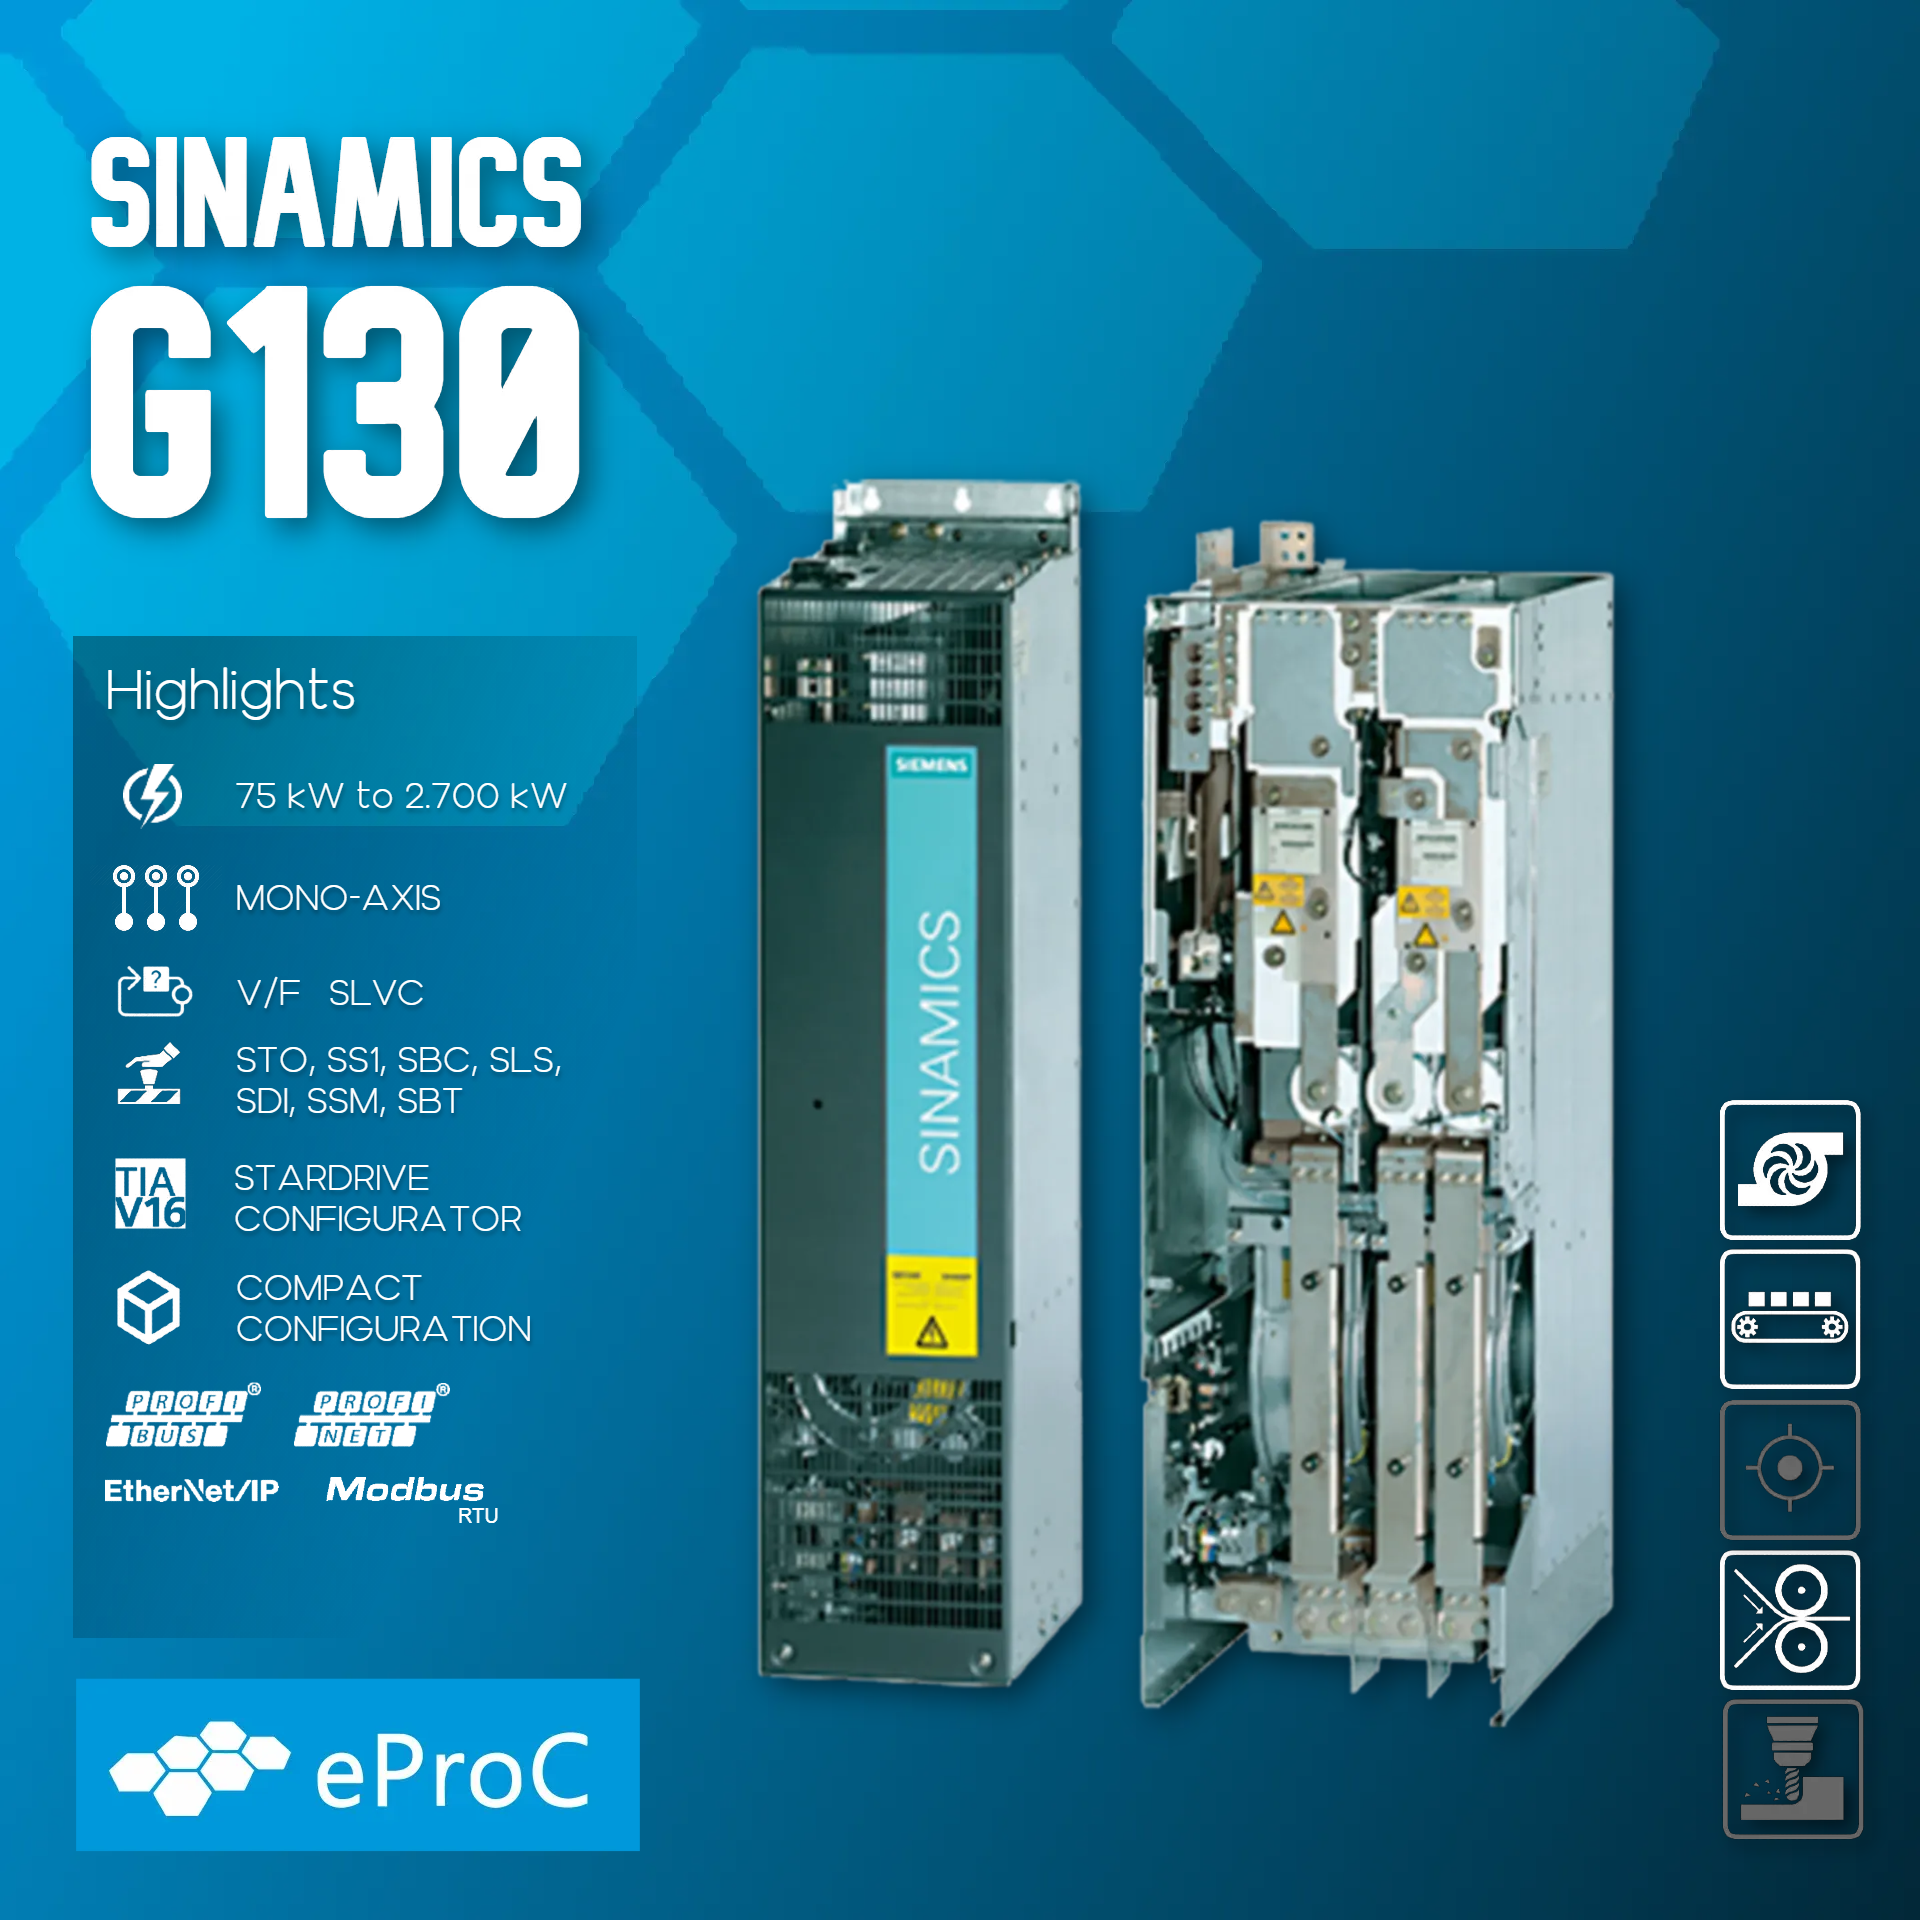 SINAMICS
G130
Highlights
75 kW to 2.700 kW
MONO-AXIS
?
V/F SLVC
STO, SS1, SBC, SLS,
SDI, SSM, SBT
TIA
V16
STARDRIVE
CONFIGURATOR
COMPACT
CONFIGURATION
PROFI®
BUS
PROFI®
NET
EtherNet/IP
Modbus
RTU
eProC
SIEMENS
SINAMICS